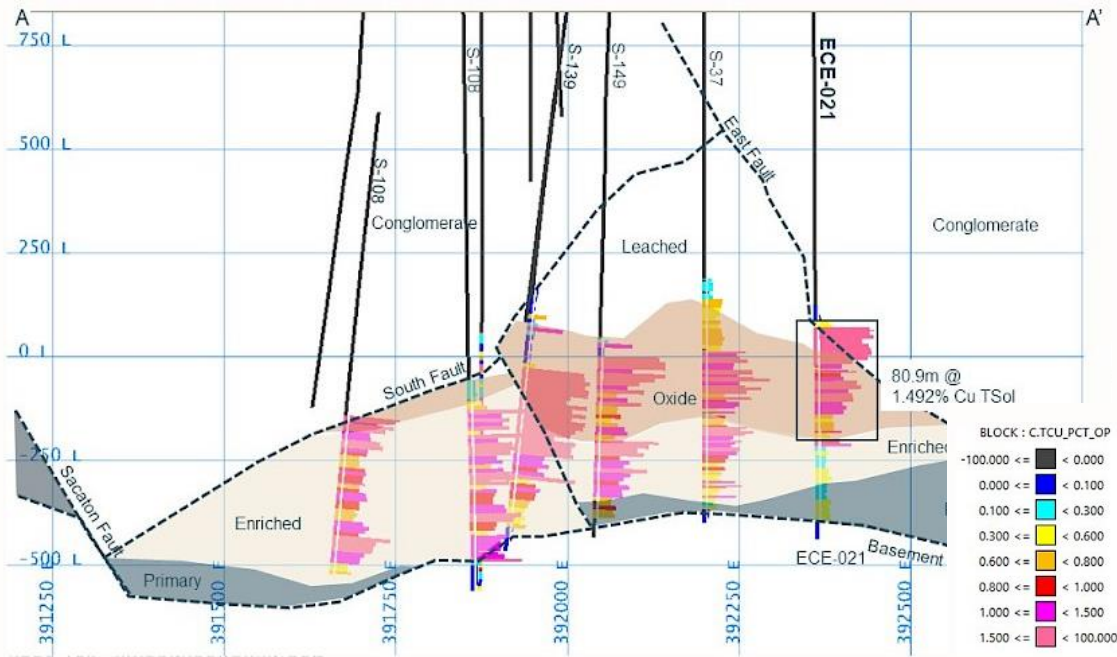 A
A'
750 L
500 L
250 L
0 L
-250 L
-500 L
S-108
S-108
S-139
S-149
S-37
ECE-021
East Fault
Conglomerate
Leached
Conglomerate
South Fault
Oxide
80.9m @
1.492% Cu TSol
Enriched
Sacaton Fault
Enriched
Primary
ECE-021
Basement
391250 E
391500 E
391750 E
392000 E
392250 E
392500 E
BLOCK : C.TCU_PCT_OP
-100.000 <= < 0.000
0.000 <= < 0.100
0.100 <= < 0.300
0.300 <= < 0.600
0.600 <= < 0.800
0.800 <= < 1.000
1.000 <= < 1.500
1.500 <= < 100.000